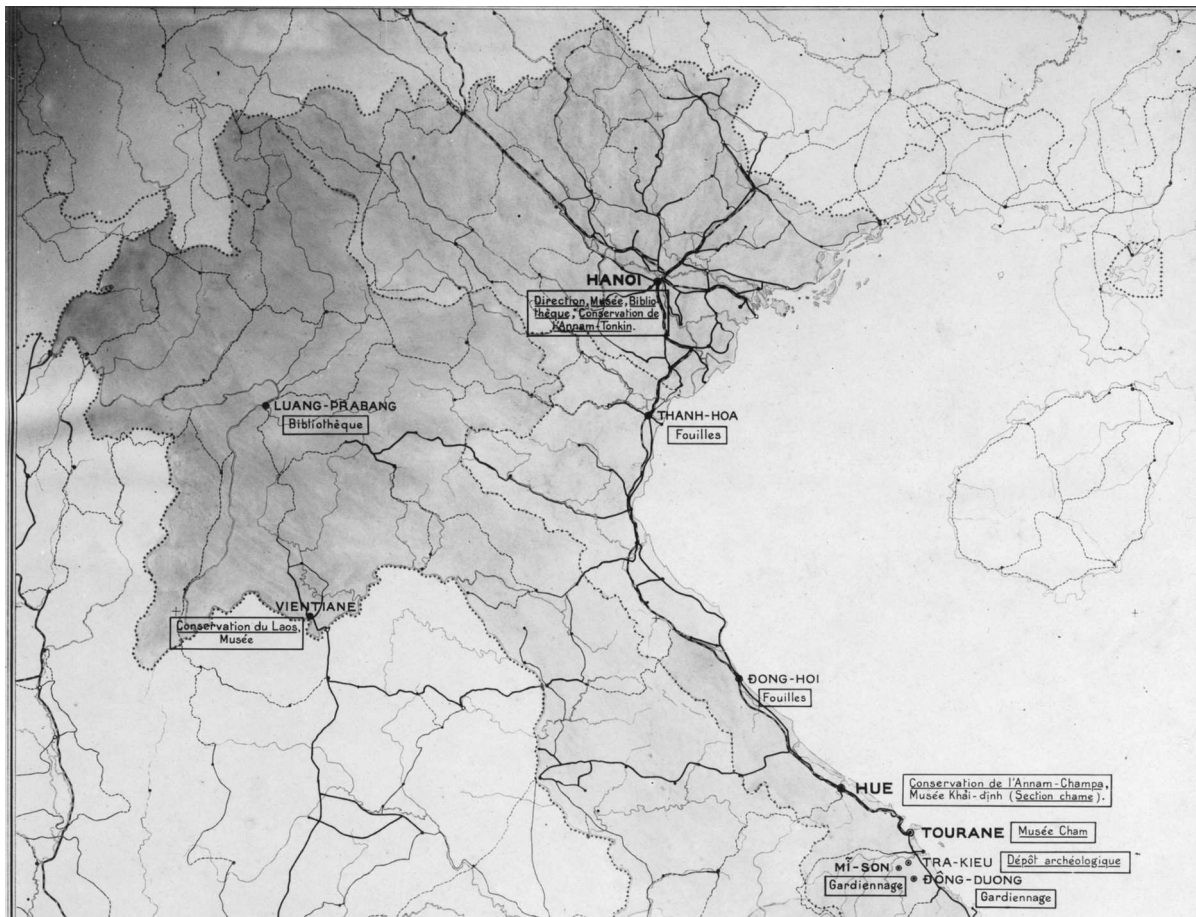 HANOI
Direction, Musée, Biblio-
thèque, Conservation de
l'Annam-Tonkin.
LUANG-PRABANG
Bibliothèque
THANH-HOA
Fouilles
VIENTIANE
Conservation du Laos,
Musée
ĐONG-HOI
Fouilles
HUE
Conservation de l'Annam-Champa,
Musée Khải-định (Section chame).
TOURANE
Musée Cham
TRA-KIEU
Dépôt archéologique
MĨ-SON
Gardiennage
ĐÔNG-DUONG
Gardiennage